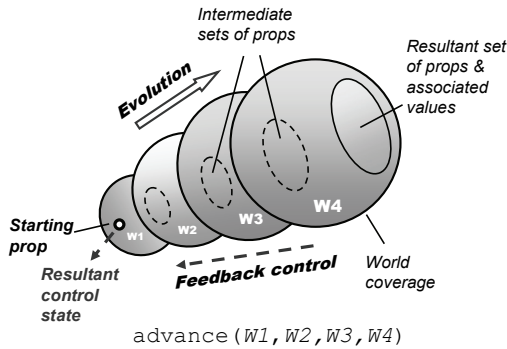 Intermediate
sets of props
Resultant set
of props &
associated
values
Evolution
W4
W3
W2
W1
Starting
prop
Resultant
control
state
Feedback control
World
coverage
advance(W1,W2,W3,W4)